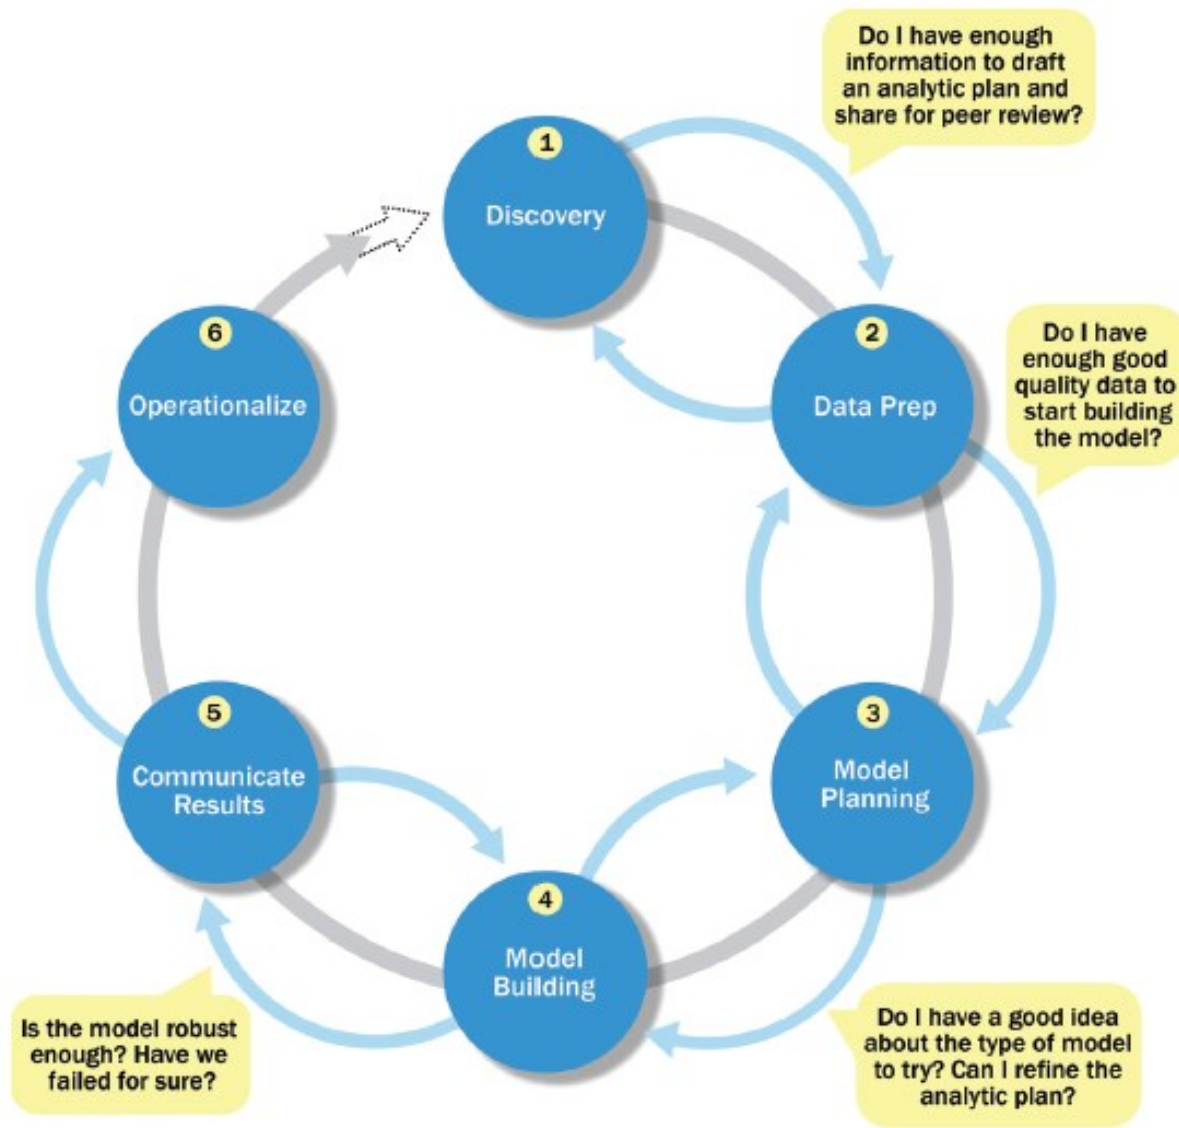 Do I have enough
information to draft
an analytic plan and
share for peer review?
1
Discovery
2
Data Prep
Do I have
enough good
quality data to
start building
the model?
6
Operationalize
3
Model
Planning
5
Communicate
Results
4
Model
Building
Is the model robust
enough? Have we
failed for sure?
Do I have a good idea
about the type of model
to try? Can I refine the
analytic plan?